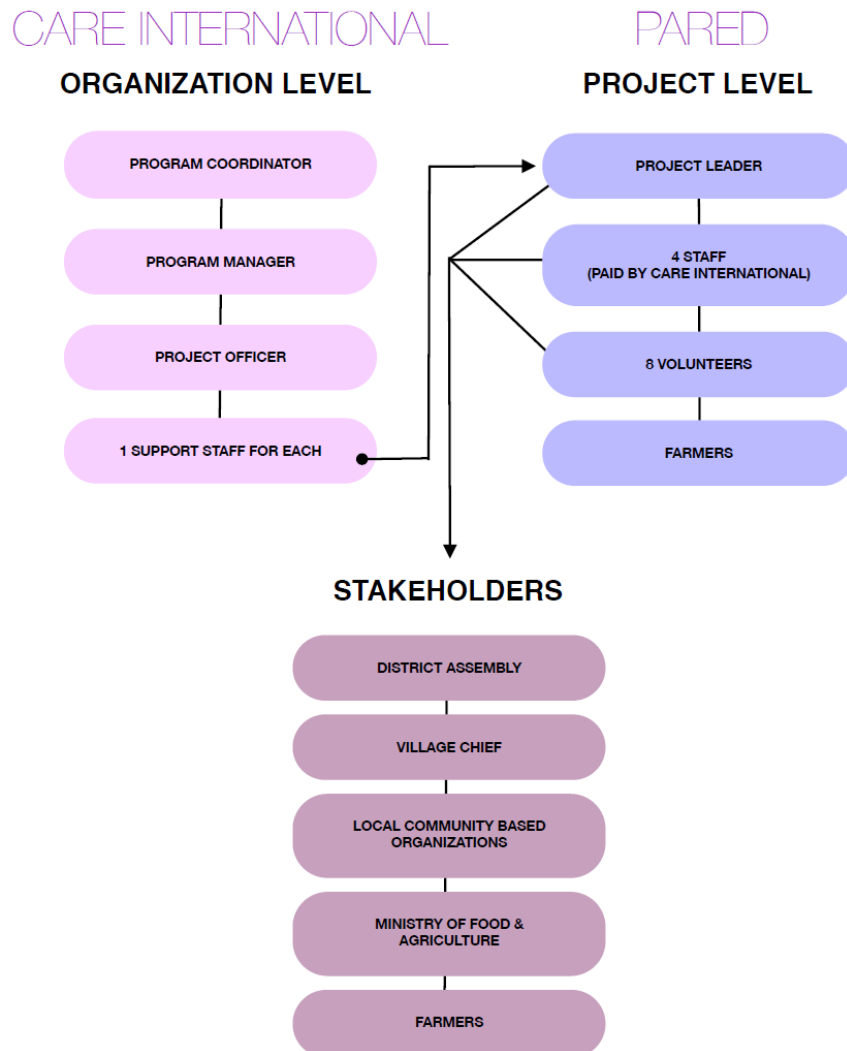 CARE INTERNATIONAL
PARED
ORGANIZATION LEVEL
PROJECT LEVEL
PROGRAM COORDINATOR
PROGRAM MANAGER
PROJECT OFFICER
1 SUPPORT STAFF FOR EACH
PROJECT LEADER
4 STAFF
(PAID BY CARE INTERNATIONAL)
8 VOLUNTEERS
FARMERS
STAKEHOLDERS
DISTRICT ASSEMBLY
VILLAGE CHIEF
LOCAL COMMUNITY BASED
ORGANIZATIONS
MINISTRY OF FOOD &
AGRICULTURE
FARMERS